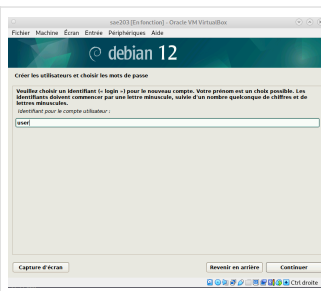 sae203 [En fonction] - Oracle VM VirtualBox
Fichier Machine Écran Entrée Périphériques Aide
debian 12
Créer les utilisateurs et choisir les mots de passe
Veuillez choisir un identifiant (« login ») pour le nouveau compte. Votre prénom est un choix possible. Les
identifiants doivent commencer par une lettre minuscule, suivie d'un nombre quelconque de chiffres et de
lettres minuscules.
Identifiant pour le compte utilisateur :
user
Capture d'écran
Revenir en arrière
Continuer
Ctrl droite